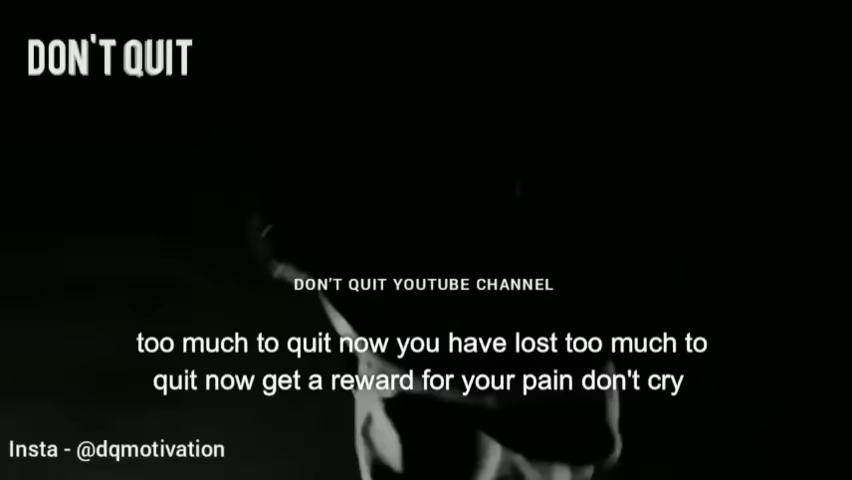 DON'T QUIT
DON'T QUIT YOUTUBE CHANNEL
too much to quit now you have lost too much to
quit now get a reward for your pain don't cry
Insta - @dqmotivation